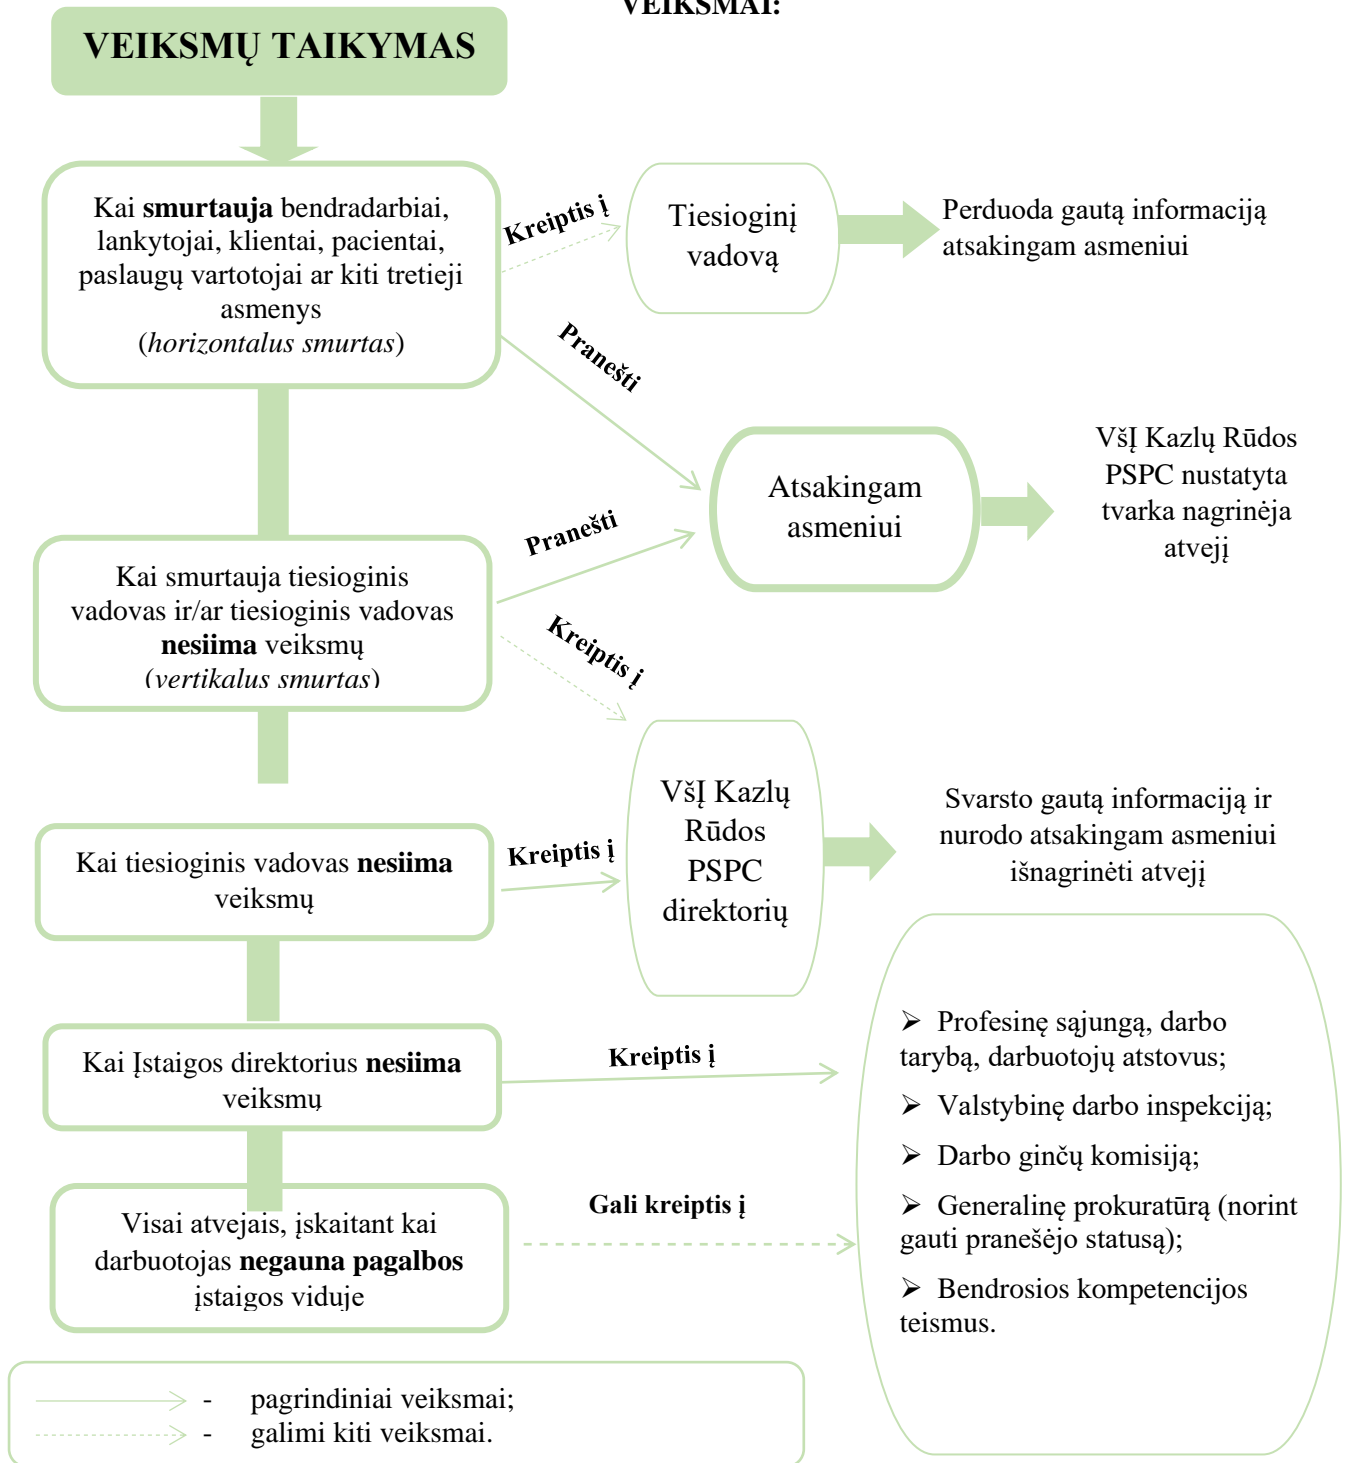 VEIKSMAI:
VEIKSMŲ TAIKYMAS
Kai smurtauja bendradarbiai,
lankytojai, klientai, pacientai,
paslaugų vartotojai ar kiti tretieji
asmenys
(horizontalus smurtas)
Kreiptis į
Tiesioginį
vadovą
Perduoda gautą informaciją
atsakingam asmeniui
Pranešti
Atsakingam
asmeniui
VšĮ Kazlų Rūdos
PSPC nustatyta
tvarka nagrinėja
atvejį
Kai smurtauja tiesioginis
vadovas ir/ar tiesioginis vadovas
nesiima veiksmų
(vertikalus smurtas)
Pranešti
Kreiptis į
VšĮ Kazlų
Rūdos
PSPC
direktorių
Svarsto gautą informaciją ir
nurodo atsakingam asmeniui
išnagrinėti atvejį
Kai tiesioginis vadovas nesiima
veiksmų
Kreiptis į
Kai Įstaigos direktorius nesiima
veiksmų
Kreiptis į
➢ Profesinę sąjungą, darbo
tarybą, darbuotojų atstovus;
➢ Valstybinę darbo inspekciją;
➢ Darbo ginčų komisiją;
➢ Generalinę prokuratūrą (norint
gauti pranešėjo statusą);
➢ Bendrosios kompetencijos
teismus.
Visai atvejais, įskaitant kai
darbuotojas negauna pagalbos
įstaigos viduje
Gali kreiptis į
- pagrindiniai veiksmai;
- galimi kiti veiksmai.